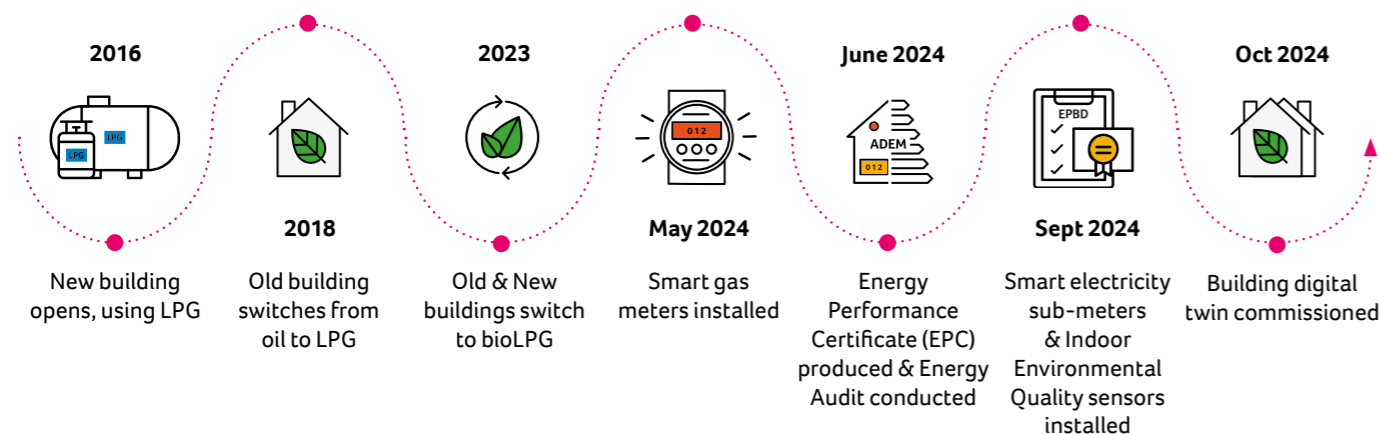 2016
LPG
LPG
New building
opens, using LPG
2018
Old building
switches from
oil to LPG
2023
Old & New
buildings switch
to bioLPG
012
May 2024
Smart gas
meters installed
June 2024
ADEM
012
Energy
Performance
Certificate (EPC)
produced & Energy
Audit conducted
EPBD
Sept 2024
Smart electricity
sub-meters
& Indoor
Environmental
Quality sensors
installed
Oct 2024
Building digital
twin commissioned